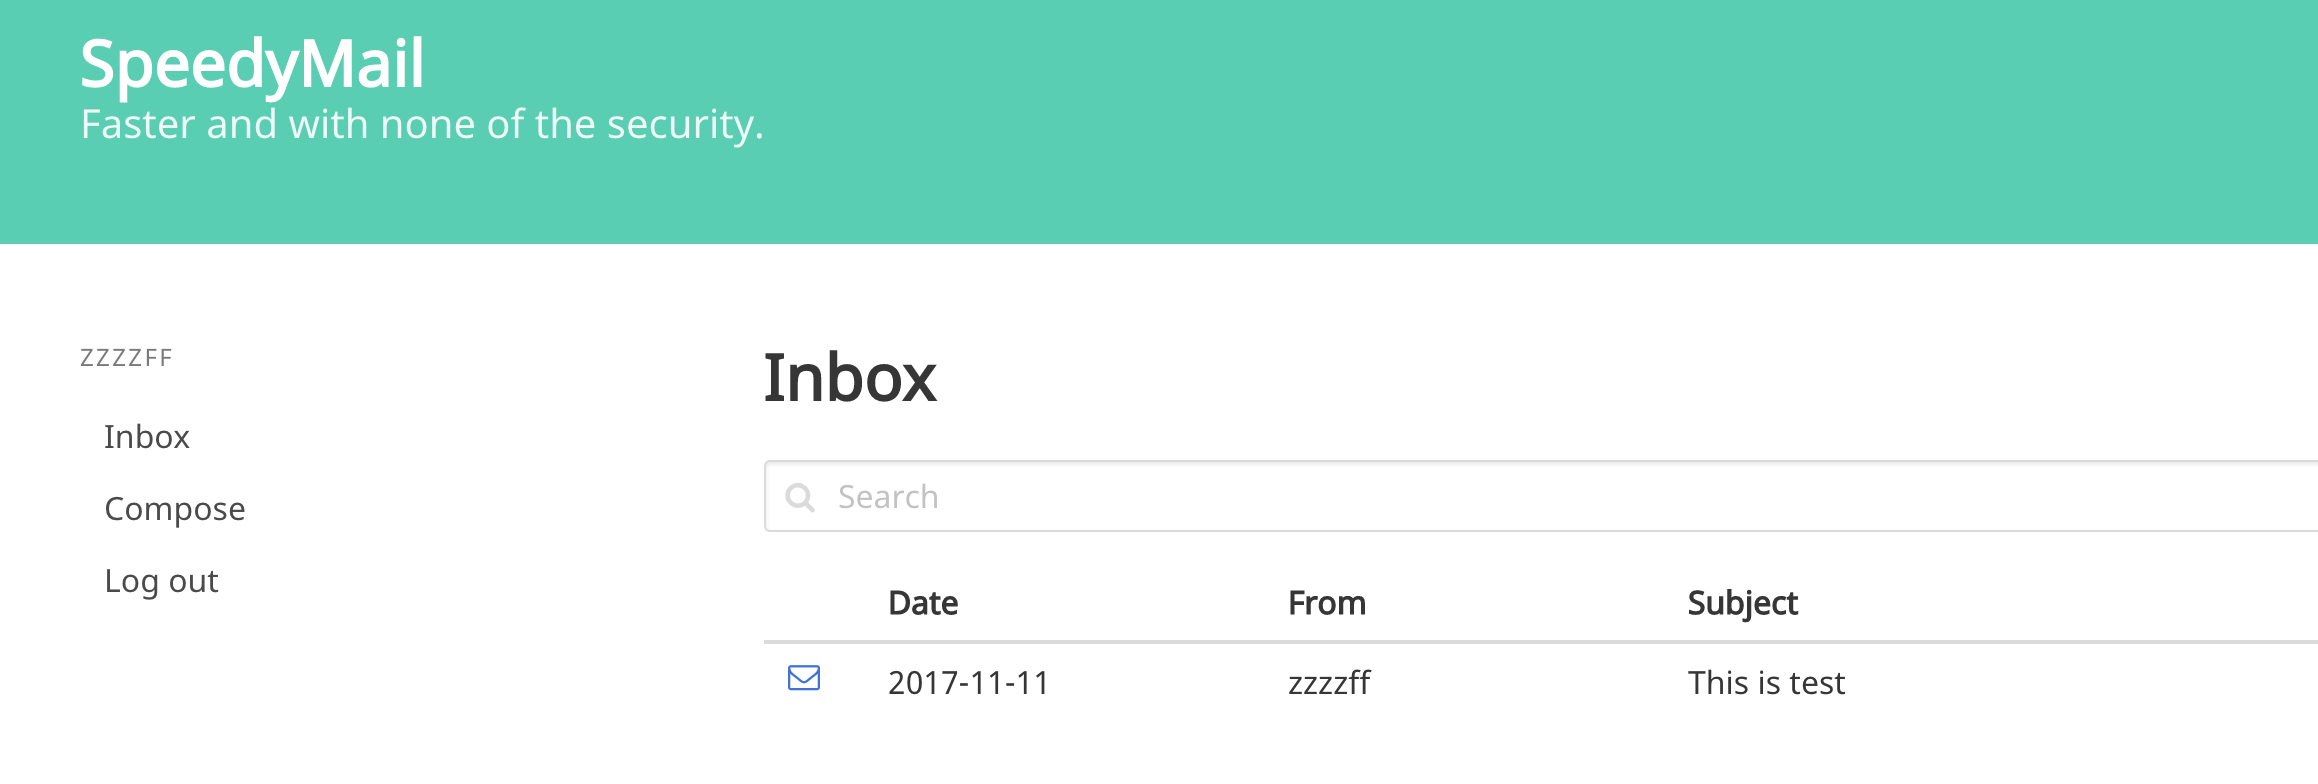 SpeedyMail
Faster and with none of the security.
ZZZZFF
Inbox
Compose
Log out
Inbox
Search
Date From Subject
2017-11-11 zzzzff This is test